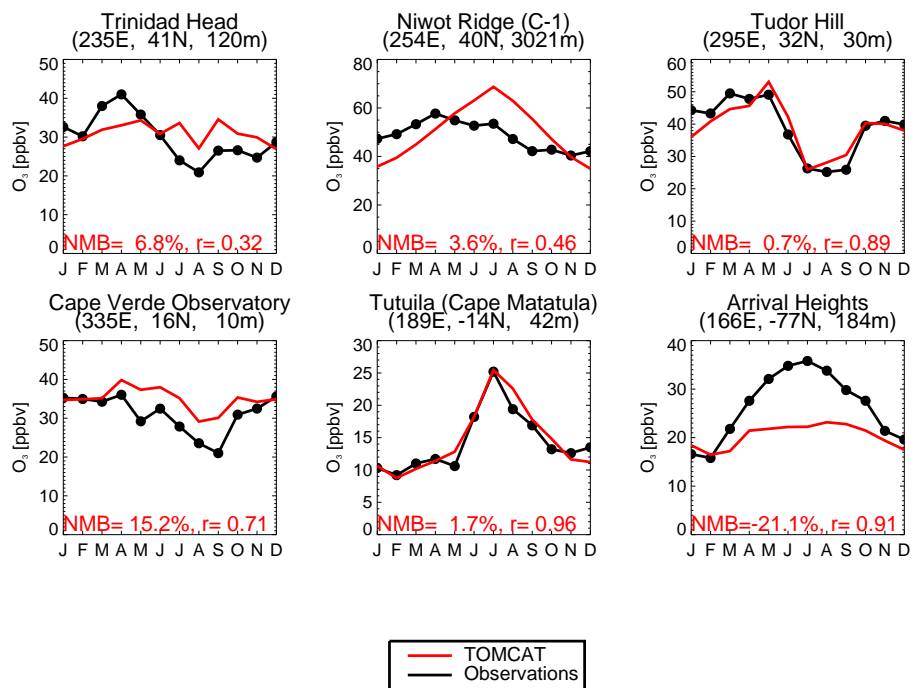 Trinidad Head
(235E, 41N, 120m)
Niwot Ridge (C-1)
(254E, 40N, 3021m)
Tudor Hill
(295E, 32N, 30m)
50
40
30
20
10
0
O₃ [ppbv]
NMB= 6.8%, r= 0.32
J F M A M J J A S O N D
80
60
40
20
0
O₃ [ppbv]
NMB= 3.6%, r= 0.46
J F M A M J J A S O N D
60
50
40
30
20
10
0
O₃ [ppbv]
NMB= 0.7%, r= 0.89
J F M A M J J A S O N D
Cape Verde Observatory
(335E, 16N, 10m)
Tutuila (Cape Matatula)
(189E, -14N, 42m)
Arrival Heights
(166E, -77N, 184m)
50
40
30
20
10
0
O₃ [ppbv]
NMB= 15.2%, r= 0.71
J F M A M J J A S O N D
30
25
20
15
10
5
0
O₃ [ppbv]
NMB= 1.7%, r= 0.96
J F M A M J J A S O N D
40
30
20
10
0
O₃ [ppbv]
NMB=-21.1%, r= 0.91
J F M A M J J A S O N D
TOMCAT
Observations